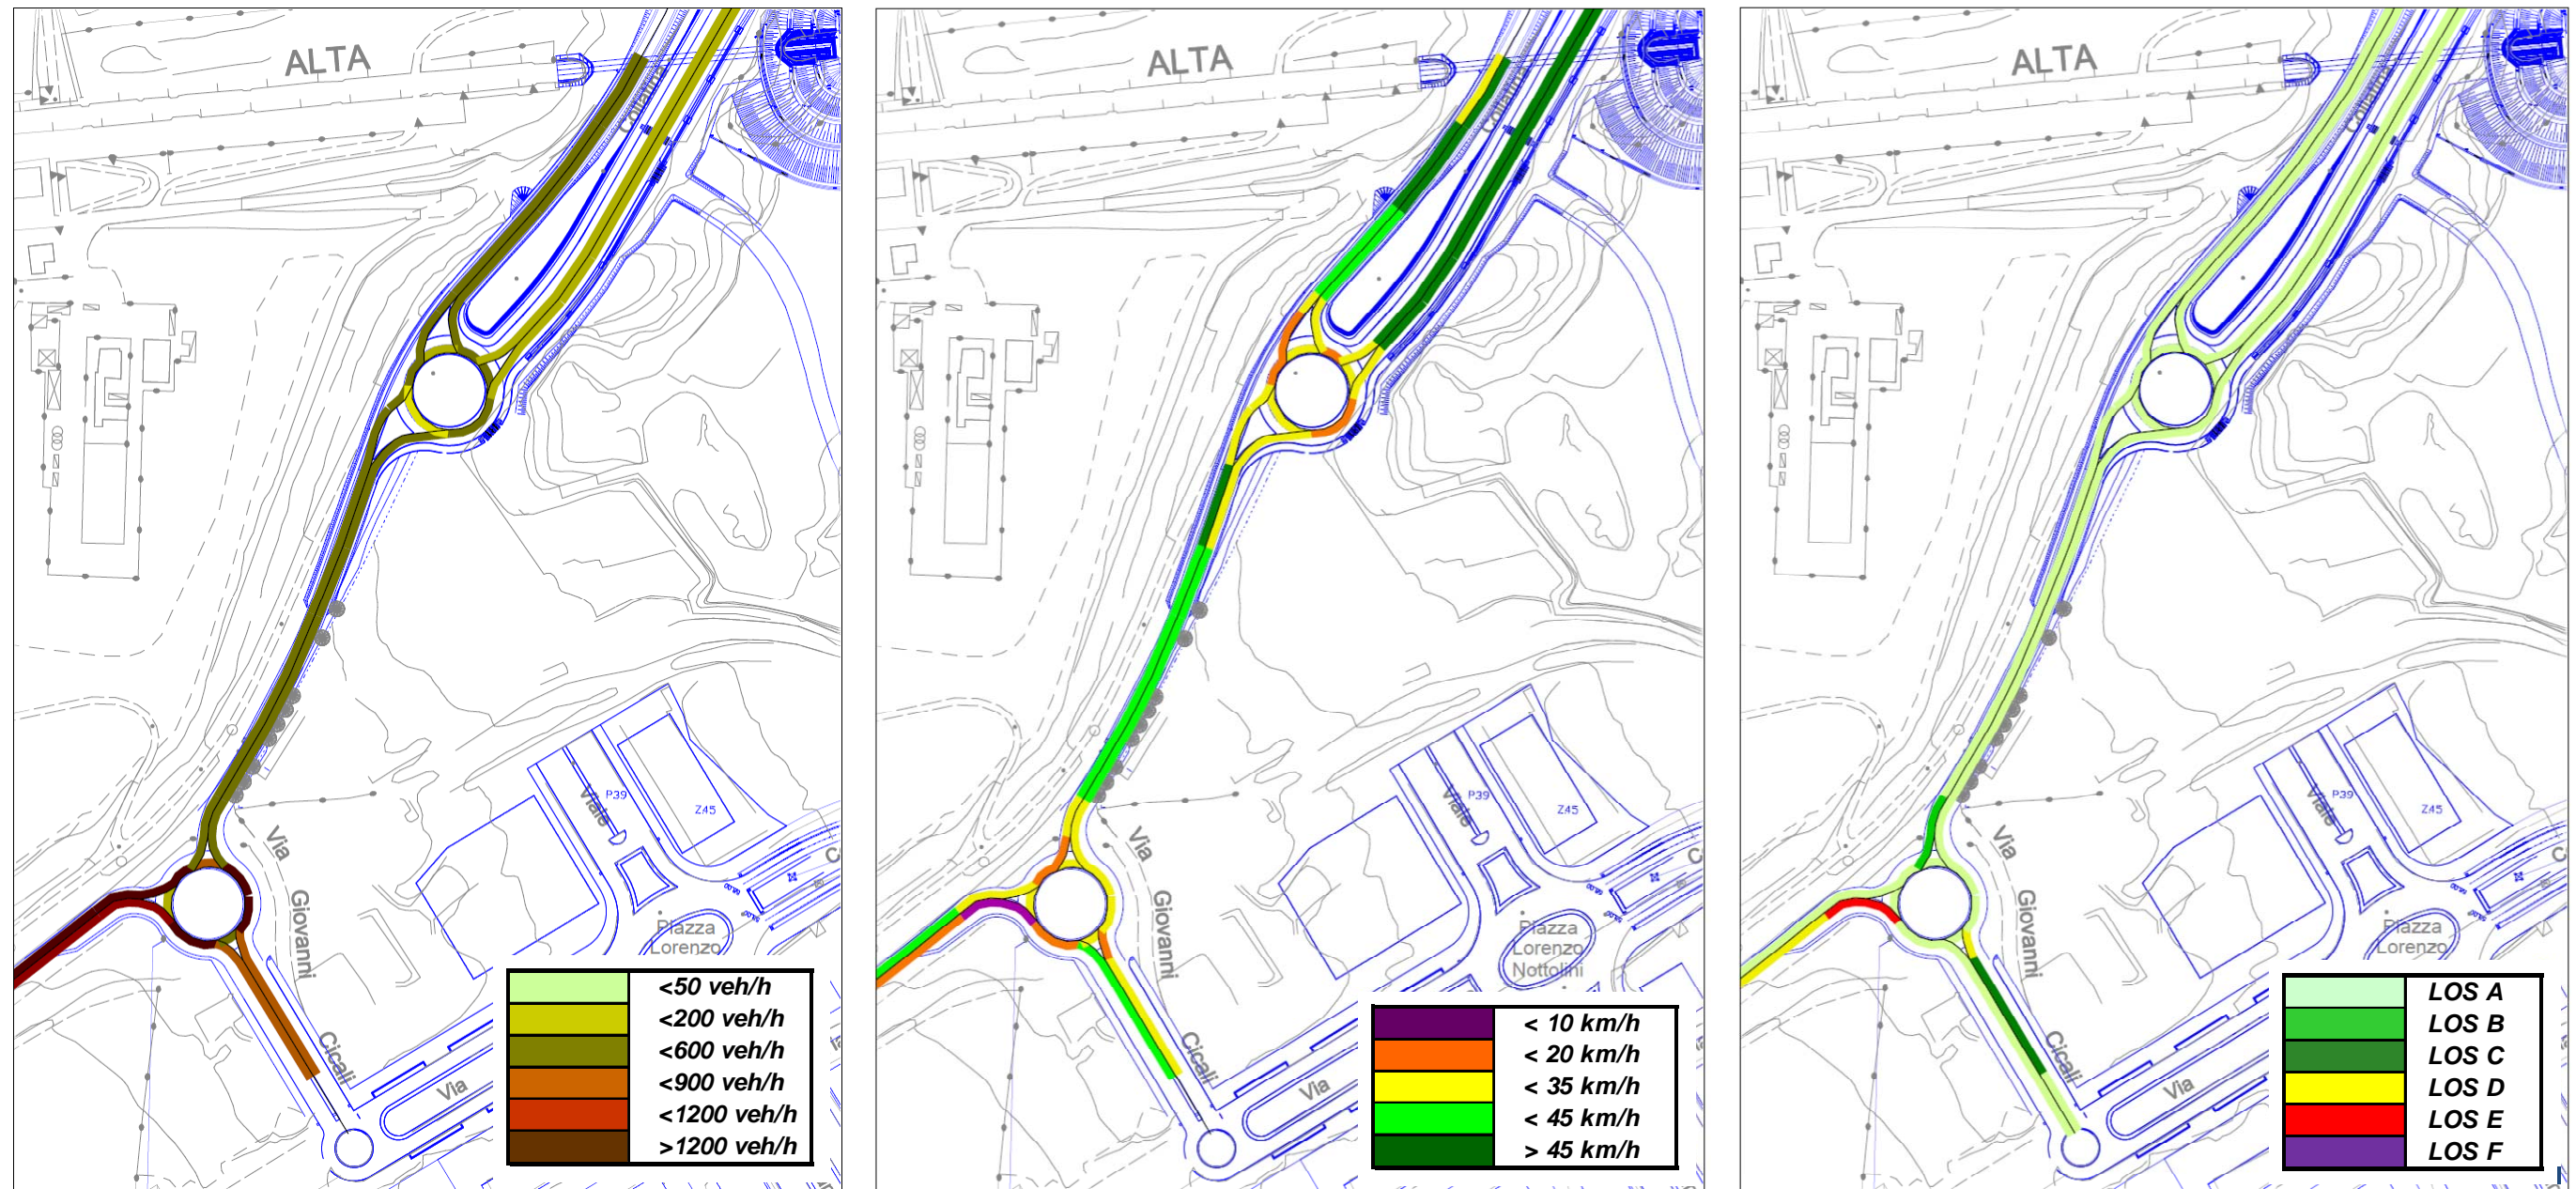 ALTA
Collatina
P39
Viale
Z45
Via
Giovanni
Piazza
Lorenzo
Cicali
Via
<50 veh/h
<200 veh/h
<600 veh/h
<900 veh/h
<1200 veh/h
>1200 veh/h
ALTA
P39
Viale
Z45
Via
Giovanni
Piazza
Lorenzo
Nottolini
Cicali
Via
< 10 km/h
< 20 km/h
< 35 km/h
< 45 km/h
> 45 km/h
ALTA
P39
Viale
Z45
Via
Giovanni
Piazza
Lorenzo
Cicali
Via
LOS A
LOS B
LOS C
LOS D
LOS E
LOS F